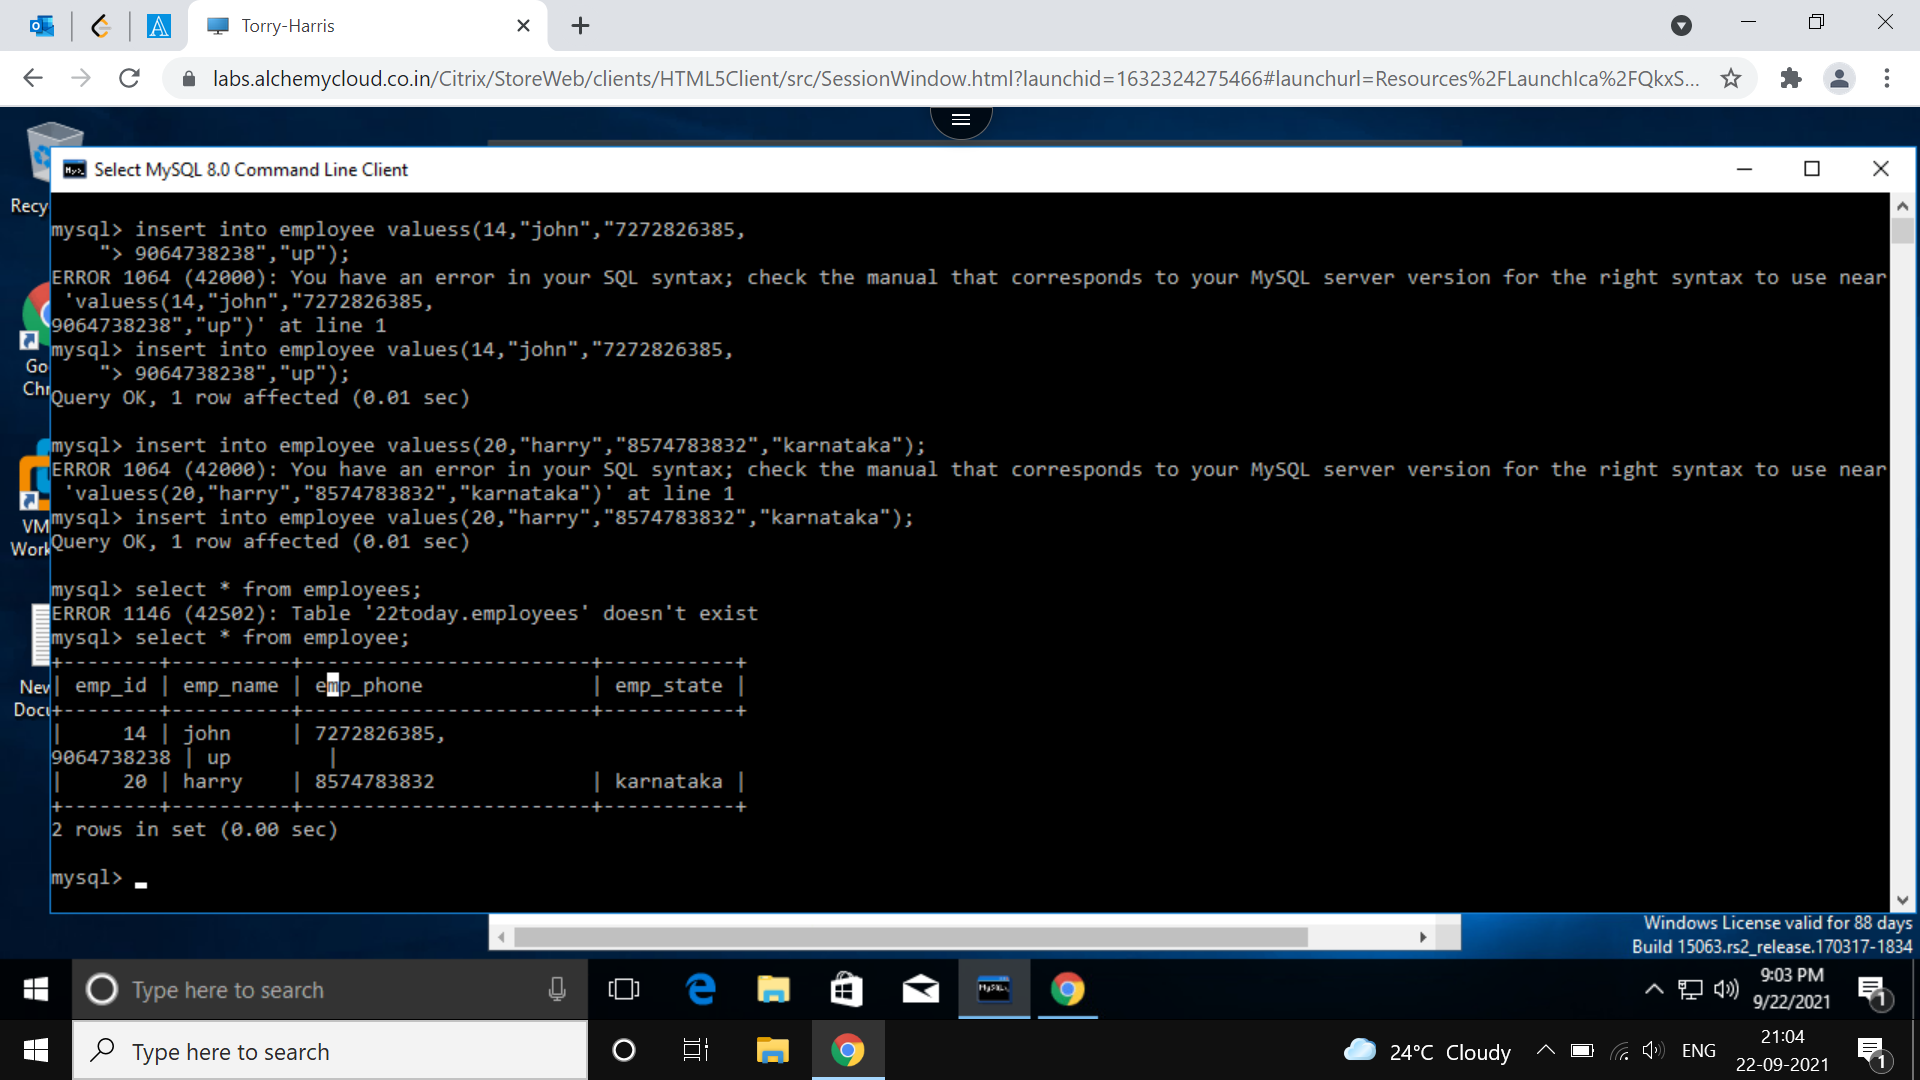 Torry-Harris
labs.alchemycloud.co.in/Citrix/StoreWeb/clients/HTML5Client/src/SessionWindow.html?launchid=1632324275466#launchurl=Resources%2FLaunchIca%2FQkxS...
Recy
Select MySQL 8.0 Command Line Client
mysql> insert into employee valuess(14,"john","7272826385,
"> 9064738238","up");
ERROR 1064 (42000): You have an error in your SQL syntax; check the manual that corresponds to your MySQL server version for the right syntax to use near
'valuess(14,"john","7272826385,
9064738238","up")' at line 1
mysql> insert into employee values(14,"john","7272826385,
"> 9064738238","up");
Query OK, 1 row affected (0.01 sec)
mysql> insert into employee valuess(20,"harry","8574783832","karnataka");
ERROR 1064 (42000): You have an error in your SQL syntax; check the manual that corresponds to your MySQL server version for the right syntax to use near
'valuess(20,"harry","8574783832","karnataka")' at line 1
mysql> insert into employee values(20,"harry","8574783832","karnataka");
Query OK, 1 row affected (0.01 sec)
mysql> select * from employees;
ERROR 1146 (42S02): Table '22today.employees' doesn't exist
mysql> select * from employee;
+--------+----------+------------------------+-----------+
| emp_id | emp_name | emp_phone              | emp_state |
+--------+----------+------------------------+-----------+
|     14 | john     | 7272826385,
9064738238 | up        |
|     20 | harry    | 8574783832             | karnataka |
+--------+----------+------------------------+-----------+
2 rows in set (0.00 sec)
mysql>
Go
Chr
VM
Work
New
Docu
Windows License valid for 88 days
Build 15063.rs2_release.170317-1834
Type here to search
9:03 PM
9/22/2021
1
Type here to search
24°C Cloudy
ENG
21:04
22-09-2021
1